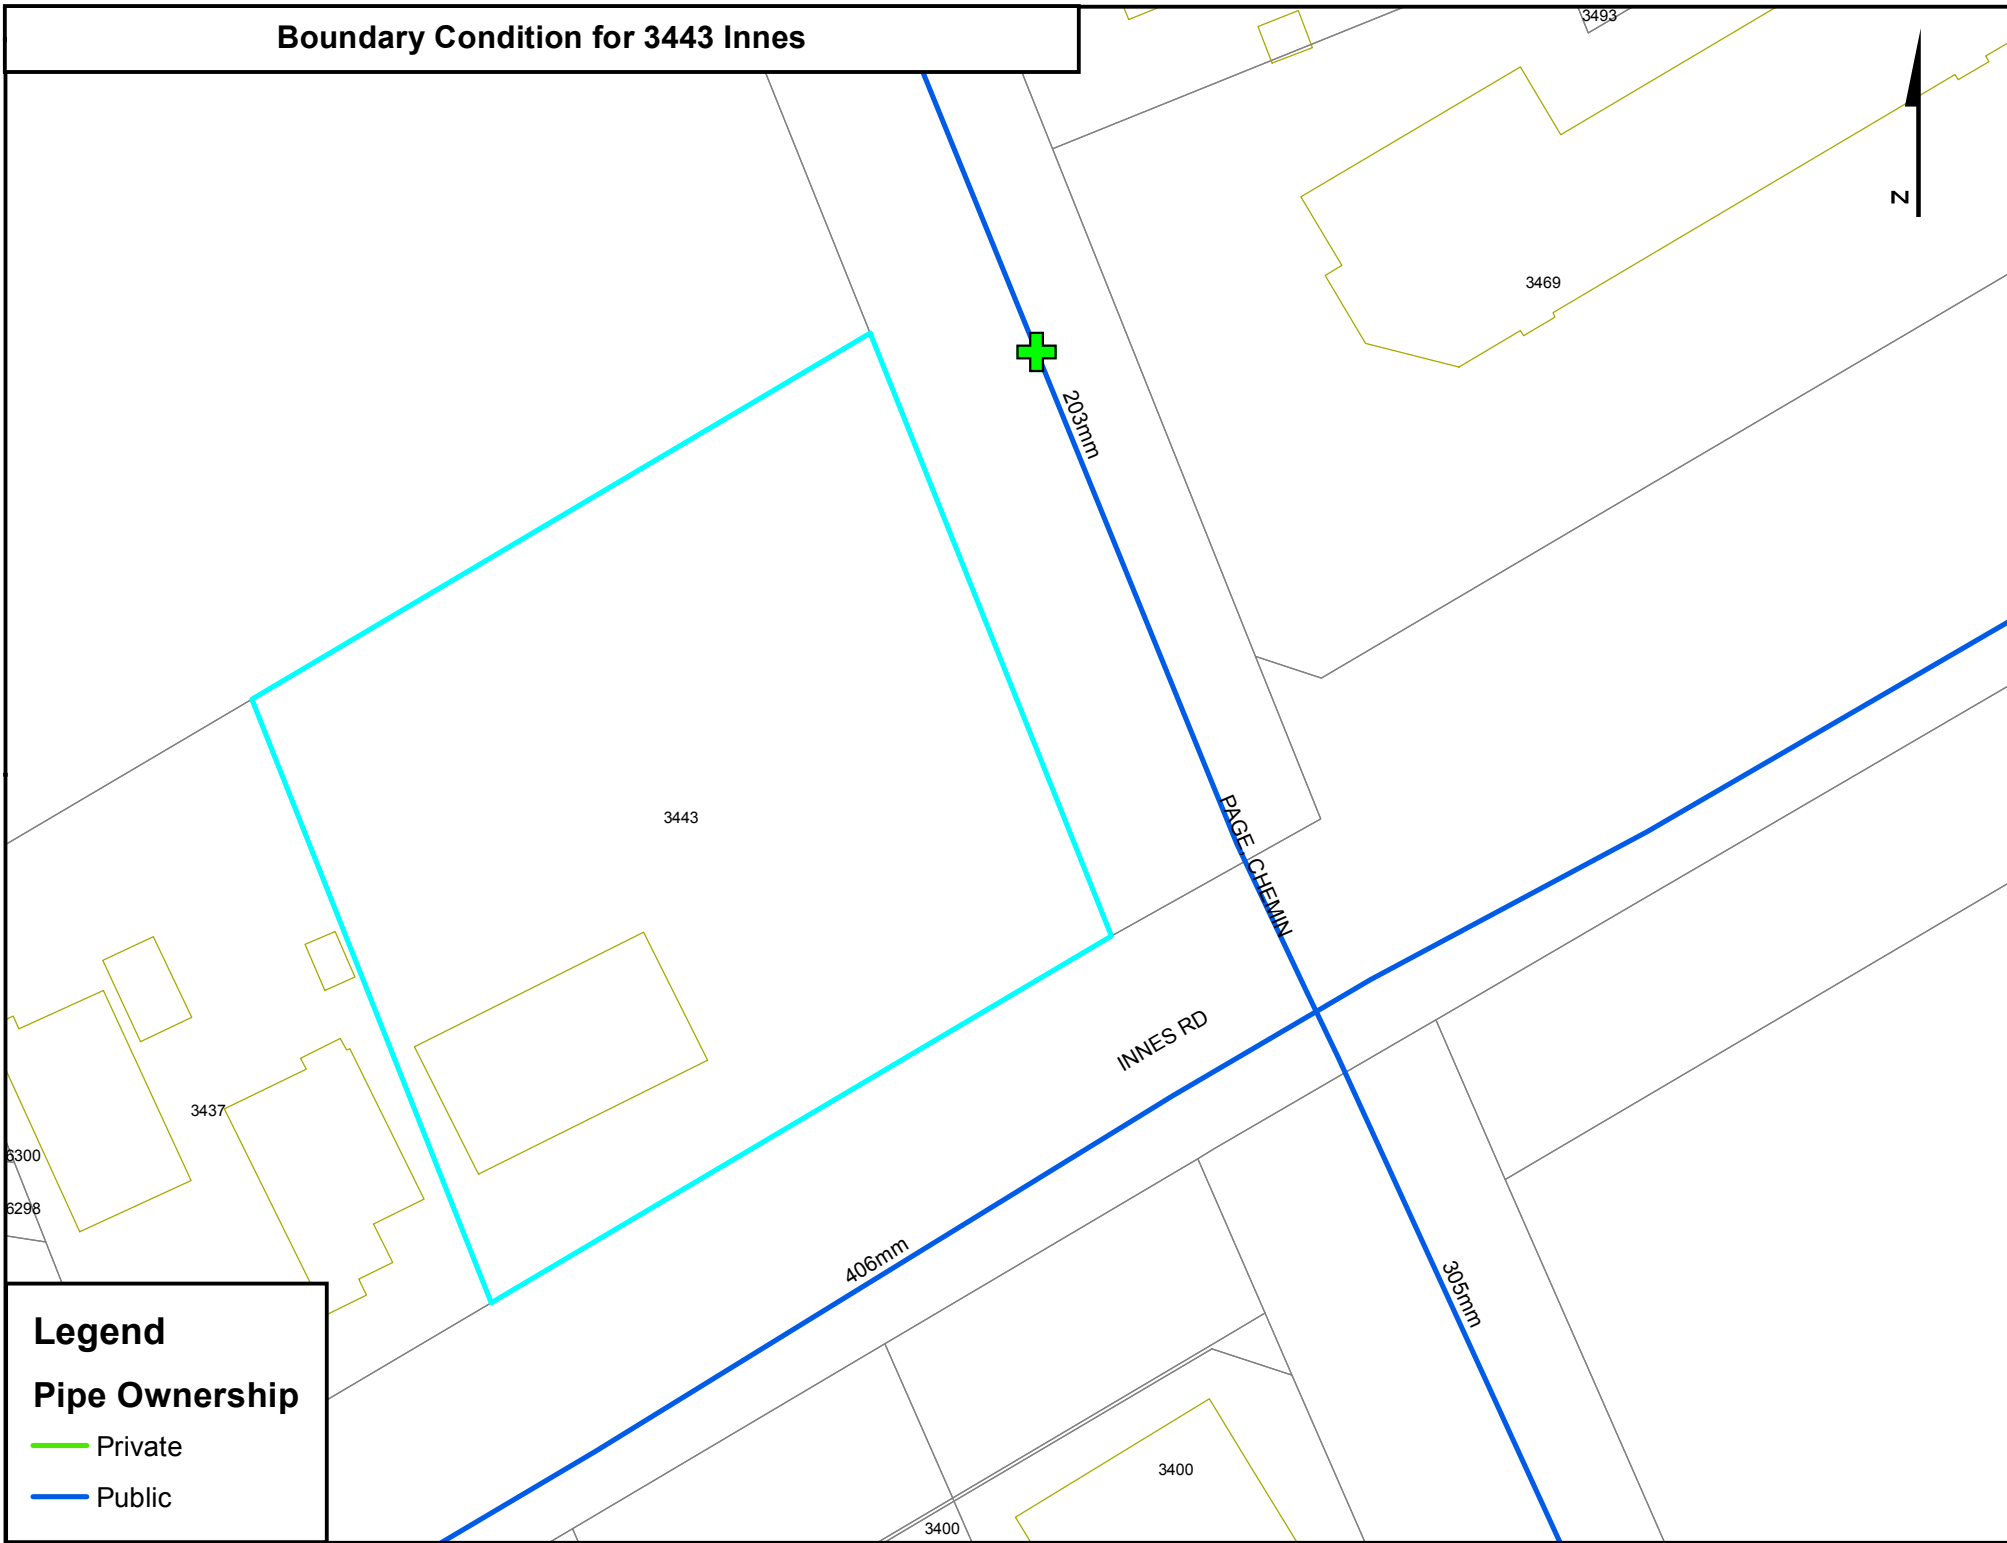 Boundary Condition for 3443 Innes
3493
N
3469
203mm
3443
PAGE, CHEMIN
INNES RD
3437
6300
6298
406mm
305mm
Legend
Pipe Ownership
Private
Public
3400
3400